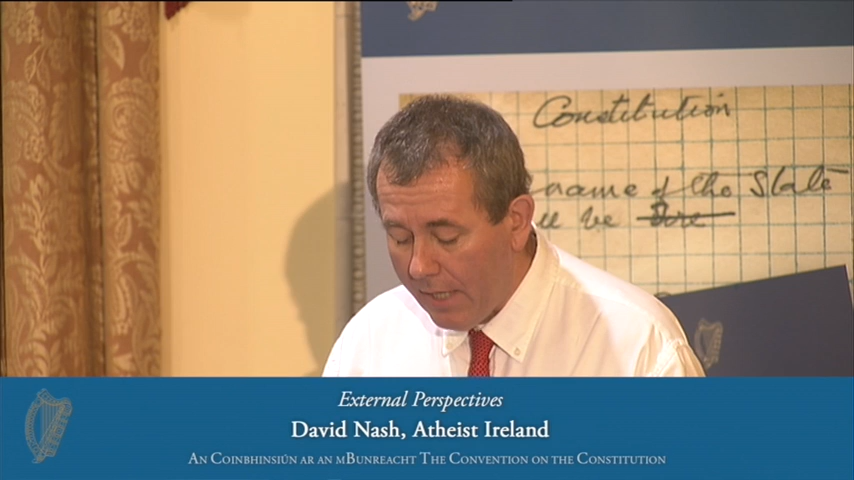 Constitution
name of the State
be Eire
External Perspectives
David Nash, Atheist Ireland
An Coinbhinsiún ar an mBunreacht The Convention on the Constitution